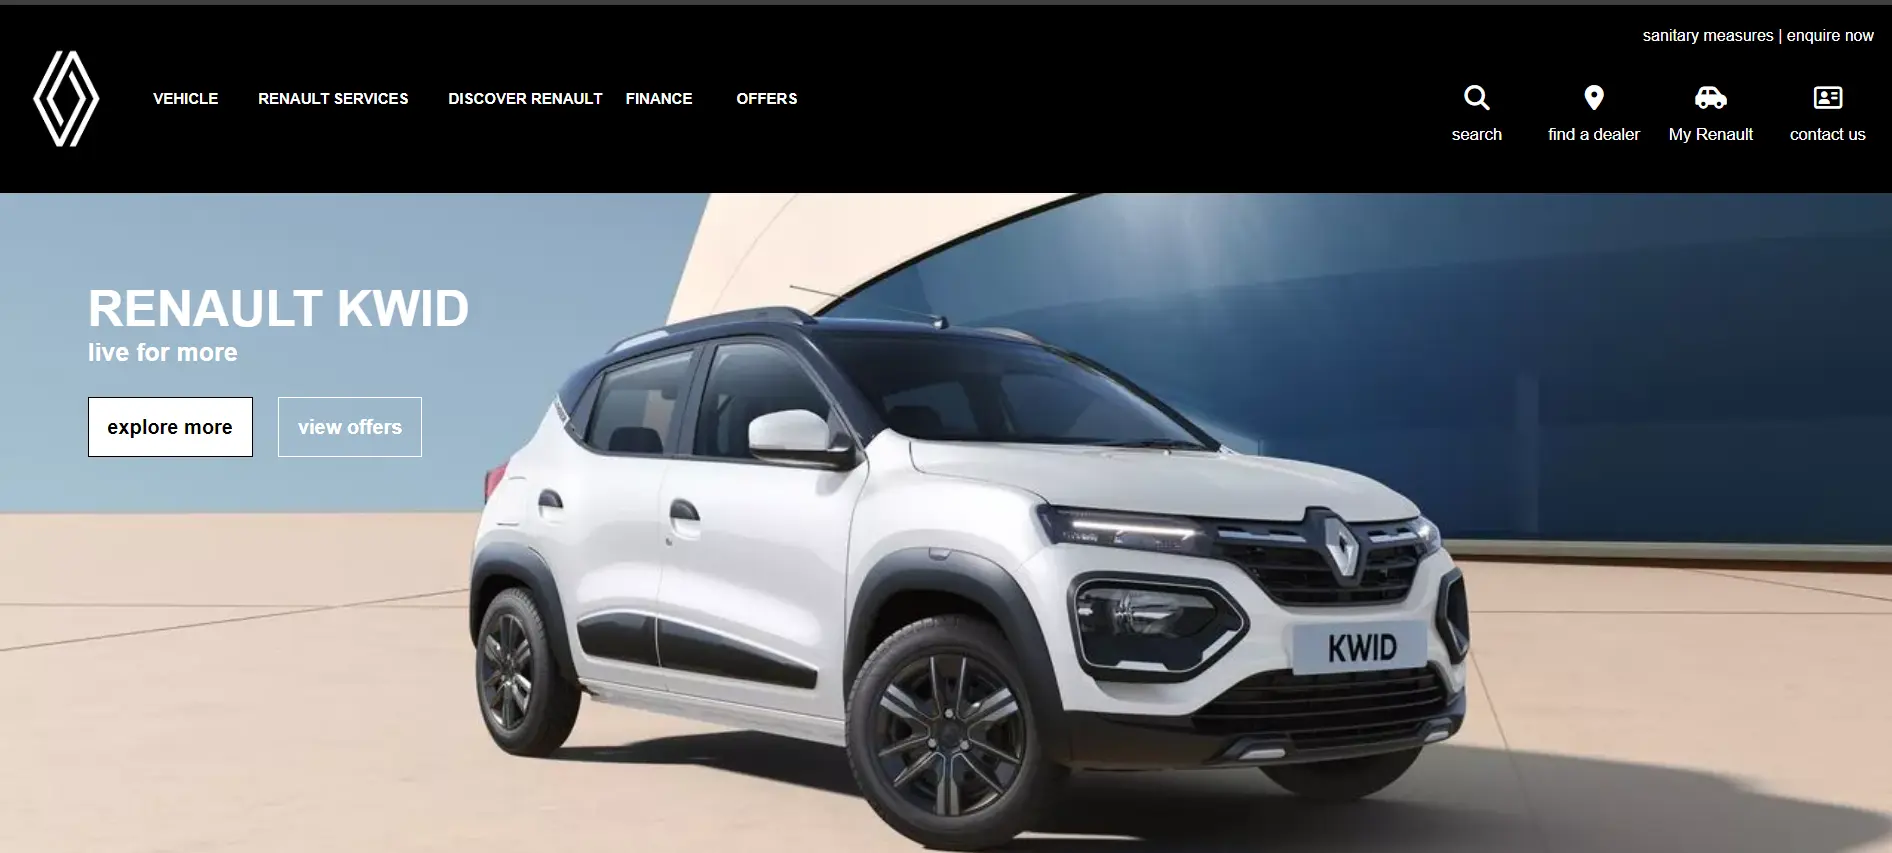 sanitary measures | enquire now
VEHICLE RENAULT SERVICES DISCOVER RENAULT FINANCE OFFERS
search find a dealer My Renault contact us
RENAULT KWID
live for more
explore more view offers
KWID